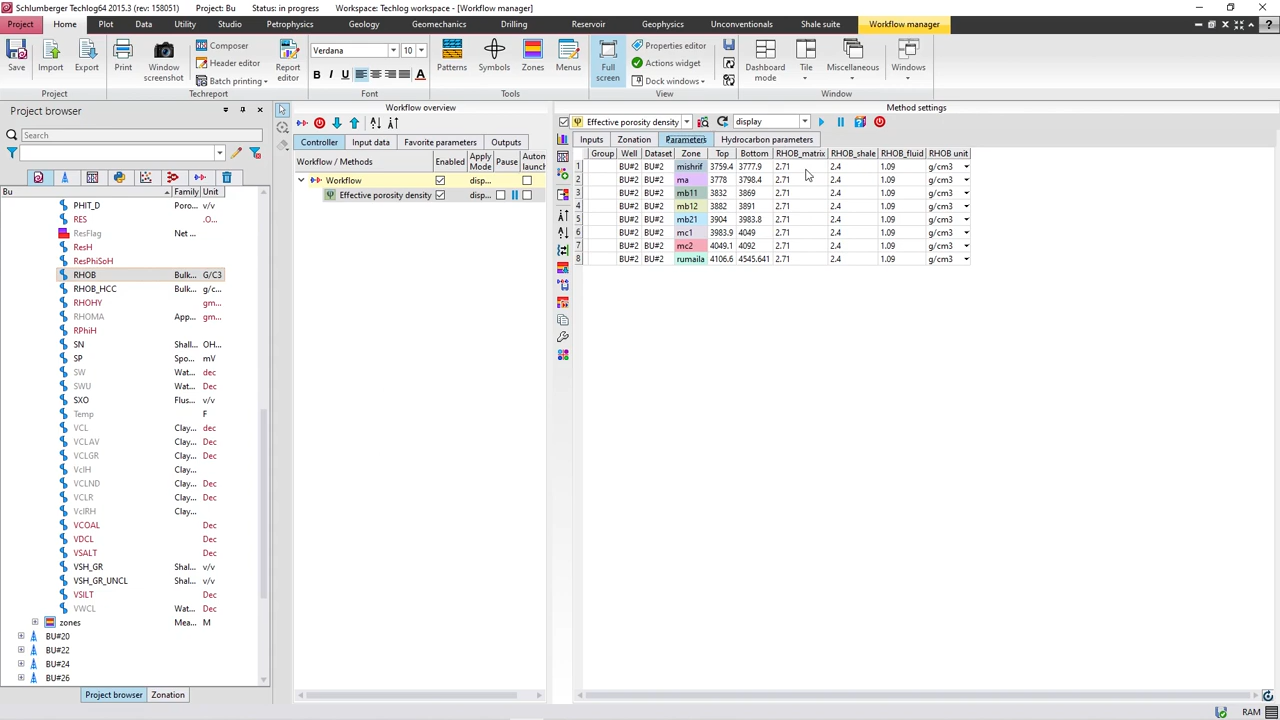 Schlumberger Techlog64 2015.3 (rev: 158051) Project: Bu Status: in progress Workspace: Techlog workspace - [Workflow manager]
Project Home Plot Data Utility Studio Petrophysics Geology Geomechanics Drilling Reservoir Geophysics Unconventionals Shale suite Workflow manager
Save Import Export Print Window screenshot Composer Header editor Batch printing Report editor Verdana 10 B I U A Patterns Symbols Zones Menus Full screen Properties editor Actions widget Dock windows Dashboard mode Tile Miscellaneous Windows
Project Techreport Font Tools View Window
Project browser
Search
Bu Family Unit
PHIT_D Poro... v/v
RES .O...
ResFlag Net ...
ResH
ResPhiSoH
RHOB Bulk... G/C3
RHOB_HCC Bulk... g/c...
RHOHY gm...
RHOMA App... gm...
RPhiH
SN Shall... OH...
SP Spo... mV
SW Wat... dec
SWU Wat... Dec
SXO Flus... v/v
Temp F
VCL Clay... dec
VCLAV Clay... Dec
VCLGR Clay... Dec
VclH Clay...
VCLND Clay... Dec
VCLR Clay... Dec
VclRH Clay...
VCOAL Dec
VDCL Dec
VSALT Dec
VSH_GR Shal... v/v
VSH_GR_UNCL Shal... v/v
VSILT Dec
VWCL Wat... Dec
zones Mea... M
BU#20
BU#22
BU#24
BU#26
Project browser Zonation
Workflow overview
Controller Input data Favorite parameters Outputs
Workflow / Methods Enabled Apply Mode Pause Auton launch
Workflow disp...
Effective porosity density disp...
Method settings
Effective porosity density display
Inputs Zonation Parameters Hydrocarbon parameters
Group Well Dataset Zone Top Bottom RHOB_matrix RHOB_shale RHOB_fluid RHOB unit
1 BU#2 BU#2 mishrif 3759.4 3777.9 2.71 2.4 1.09 g/cm3
2 BU#2 BU#2 ma 3778 3798.4 2.71 2.4 1.09 g/cm3
3 BU#2 BU#2 mb11 3832 3869 2.71 2.4 1.09 g/cm3
4 BU#2 BU#2 mb12 3882 3891 2.71 2.4 1.09 g/cm3
5 BU#2 BU#2 mb21 3904 3983.8 2.71 2.4 1.09 g/cm3
6 BU#2 BU#2 mc1 3983.9 4049 2.71 2.4 1.09 g/cm3
7 BU#2 BU#2 mc2 4049.1 4092 2.71 2.4 1.09 g/cm3
8 BU#2 BU#2 rumaila 4106.6 4545.641 2.71 2.4 1.09 g/cm3
RAM